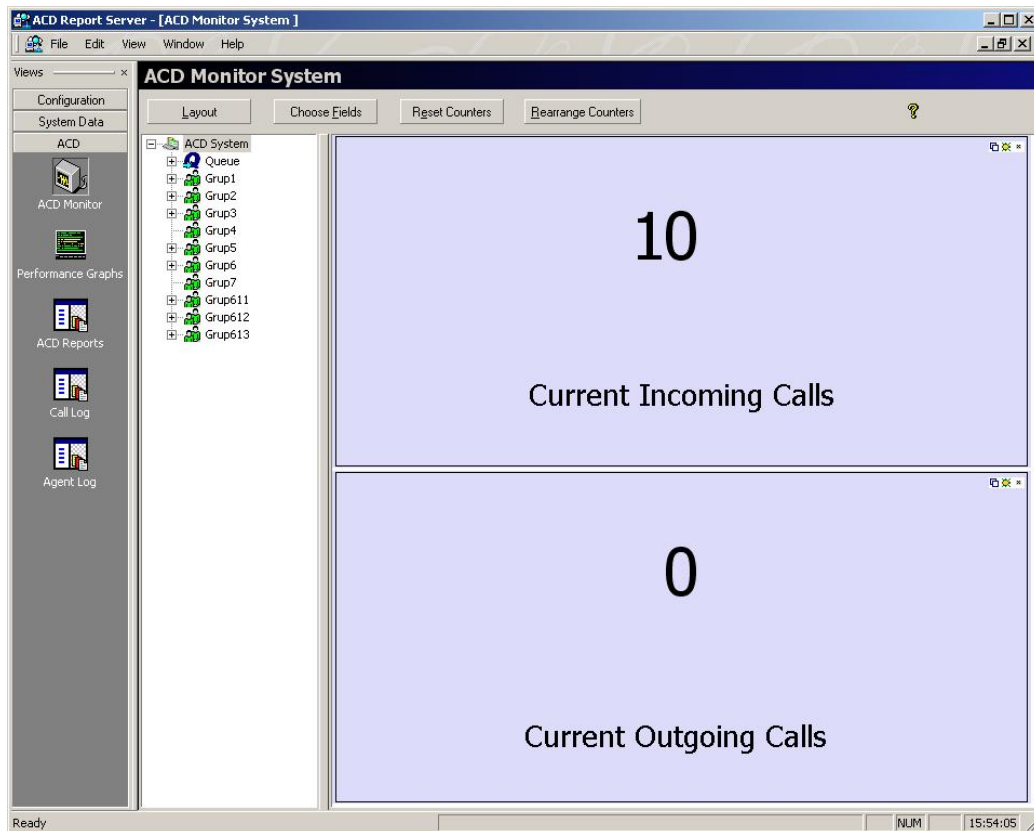 ACD Report Server - [ACD Monitor System ]
File Edit View Window Help
Views
ACD Monitor System
Configuration
System Data
ACD
Layout
Choose Fields
Reset Counters
Rearrange Counters
ACD Monitor
Performance Graphs
ACD Reports
Call Log
Agent Log
ACD System
Queue
Grup1
Grup2
Grup3
Grup4
Grup5
Grup6
Grup7
Grup611
Grup612
Grup613
10
Current Incoming Calls
0
Current Outgoing Calls
Ready
NUM
15:54:05